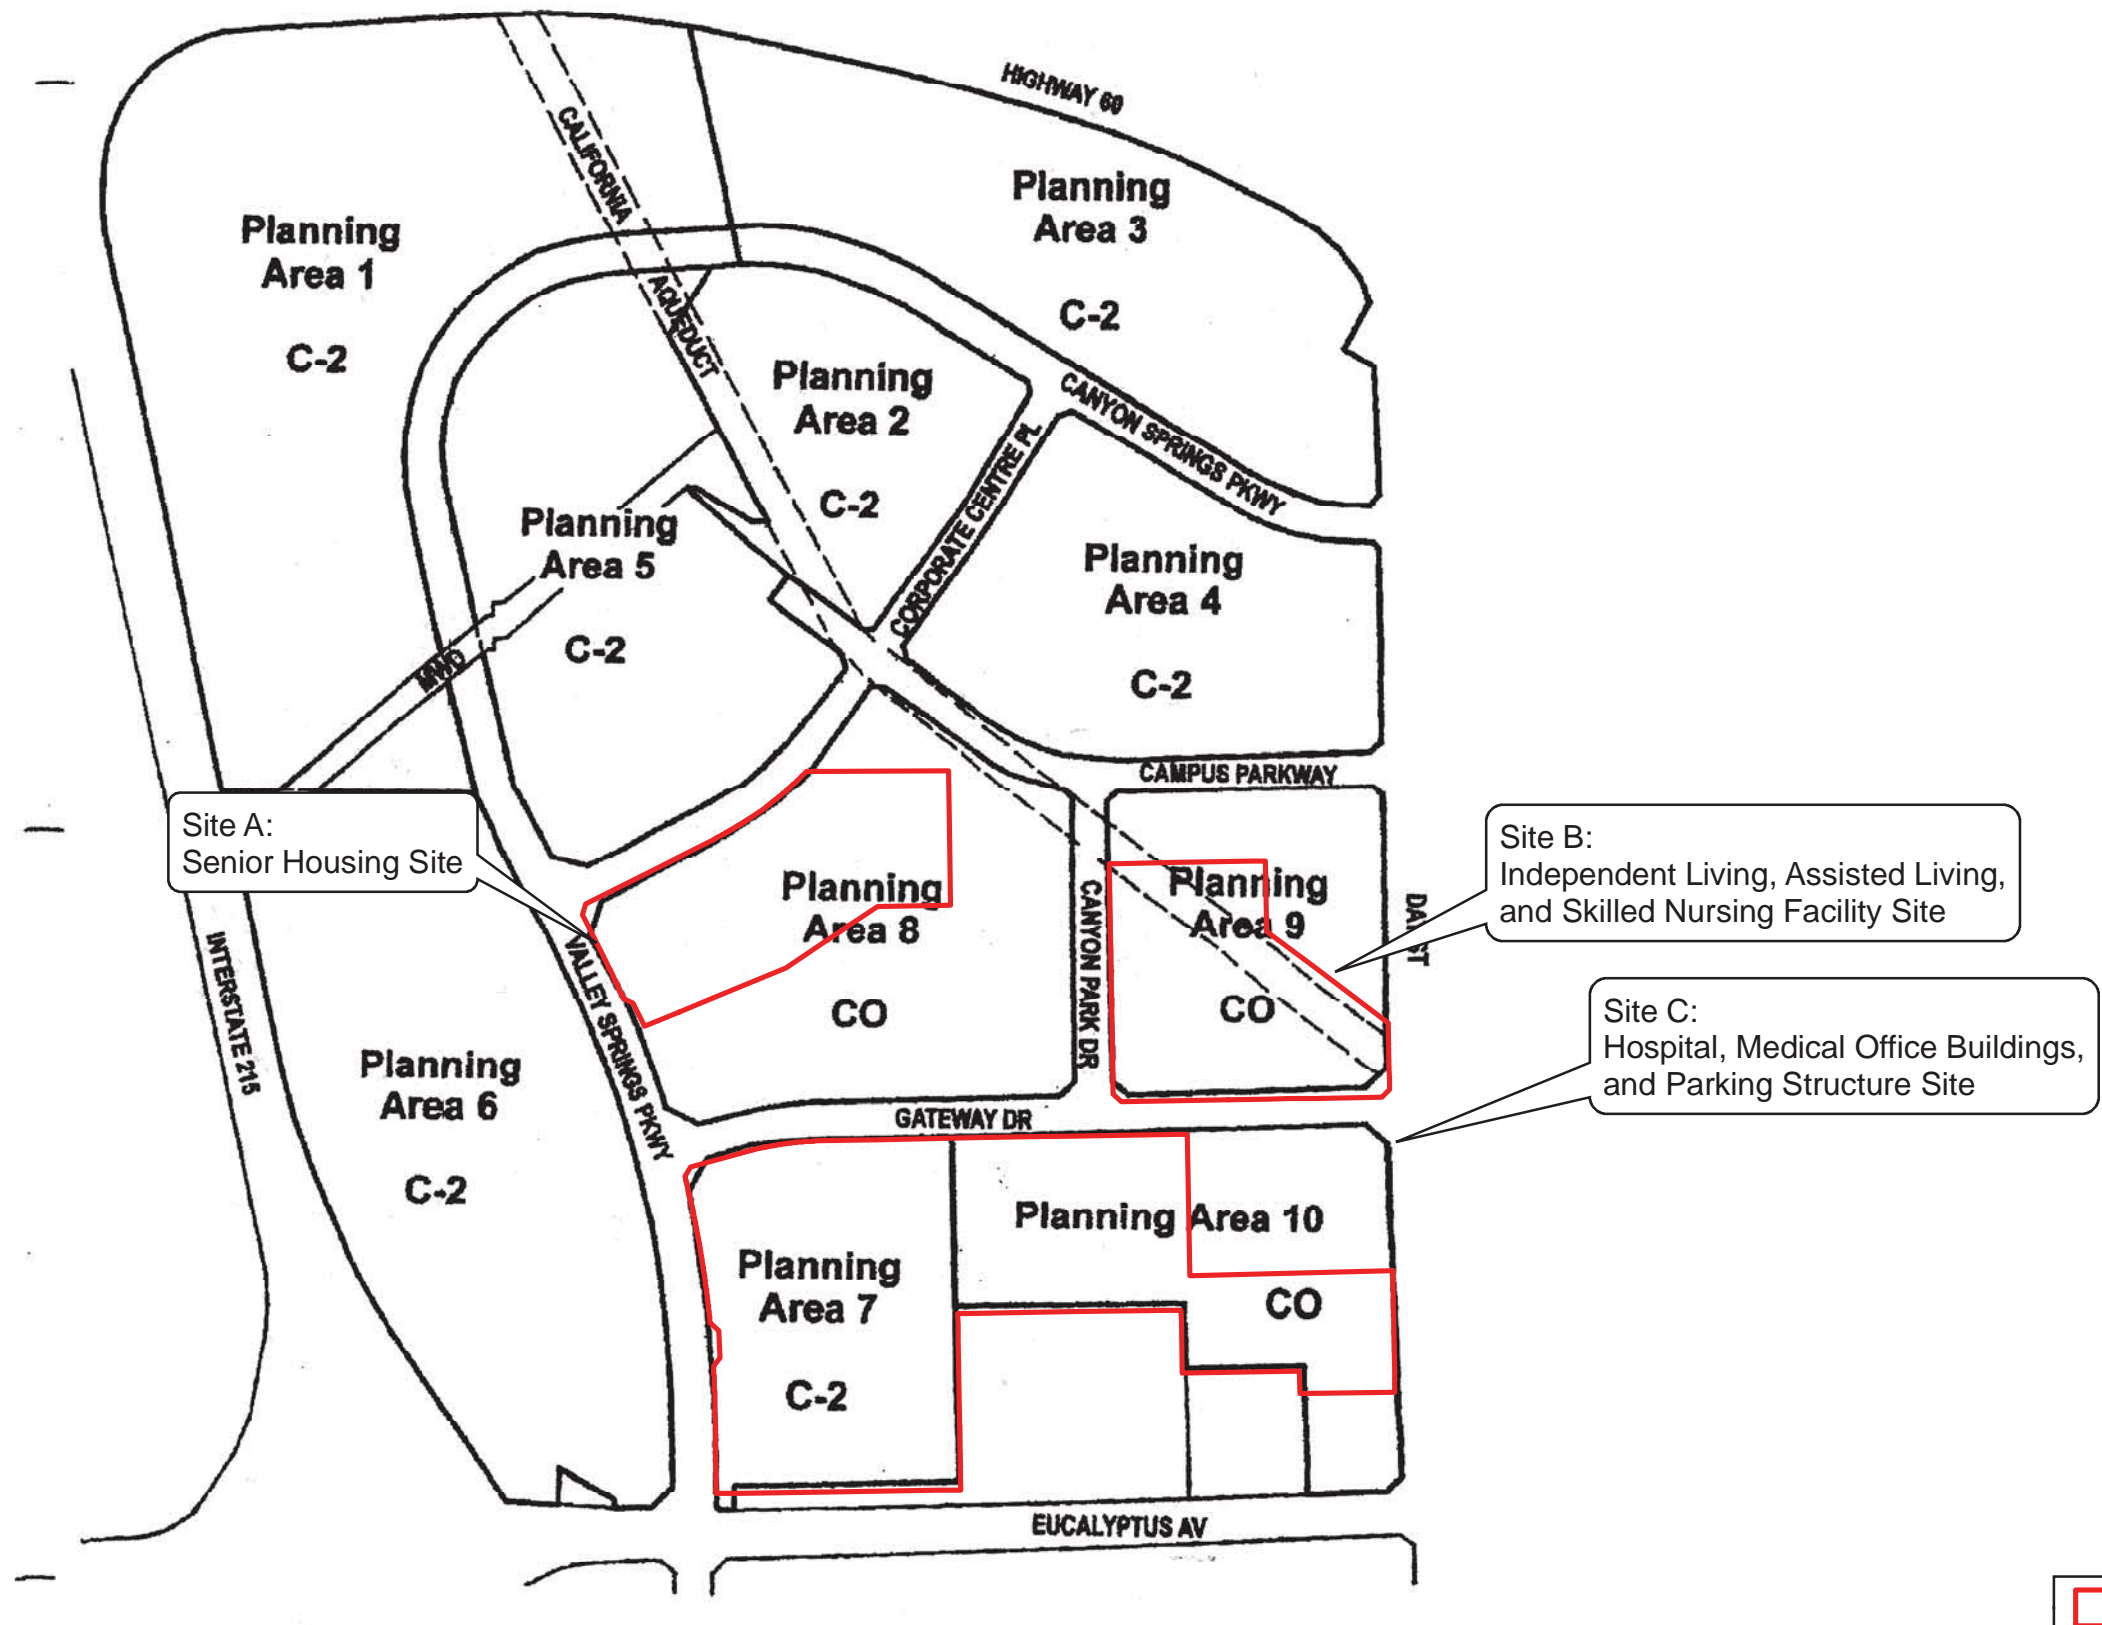 HIGHWAY 60
CALIFORNIA
AQUEDUCT
Planning
Area 1
C-2
Planning
Area 3
C-2
Planning
Area 2
C-2
CANYON SPRINGS PKWY
CORPORATE CENTRE PL
Planning
Area 5
C-2
Planning
Area 4
C-2
MWD
CAMPUS PARKWAY
Site A:
Senior Housing Site
Site B:
Independent Living, Assisted Living,
and Skilled Nursing Facility Site
Planning
Area 8
CO
Planning
Area 9
CO
CANYON PARK DR
INTERSTATE 215
VALLEY SPRINGS PKWY
Site C:
Hospital, Medical Office Buildings,
and Parking Structure Site
Planning
Area 6
C-2
GATEWAY DR
Planning Area 10
CO
Planning
Area 7
C-2
EUCALYPTUS AV